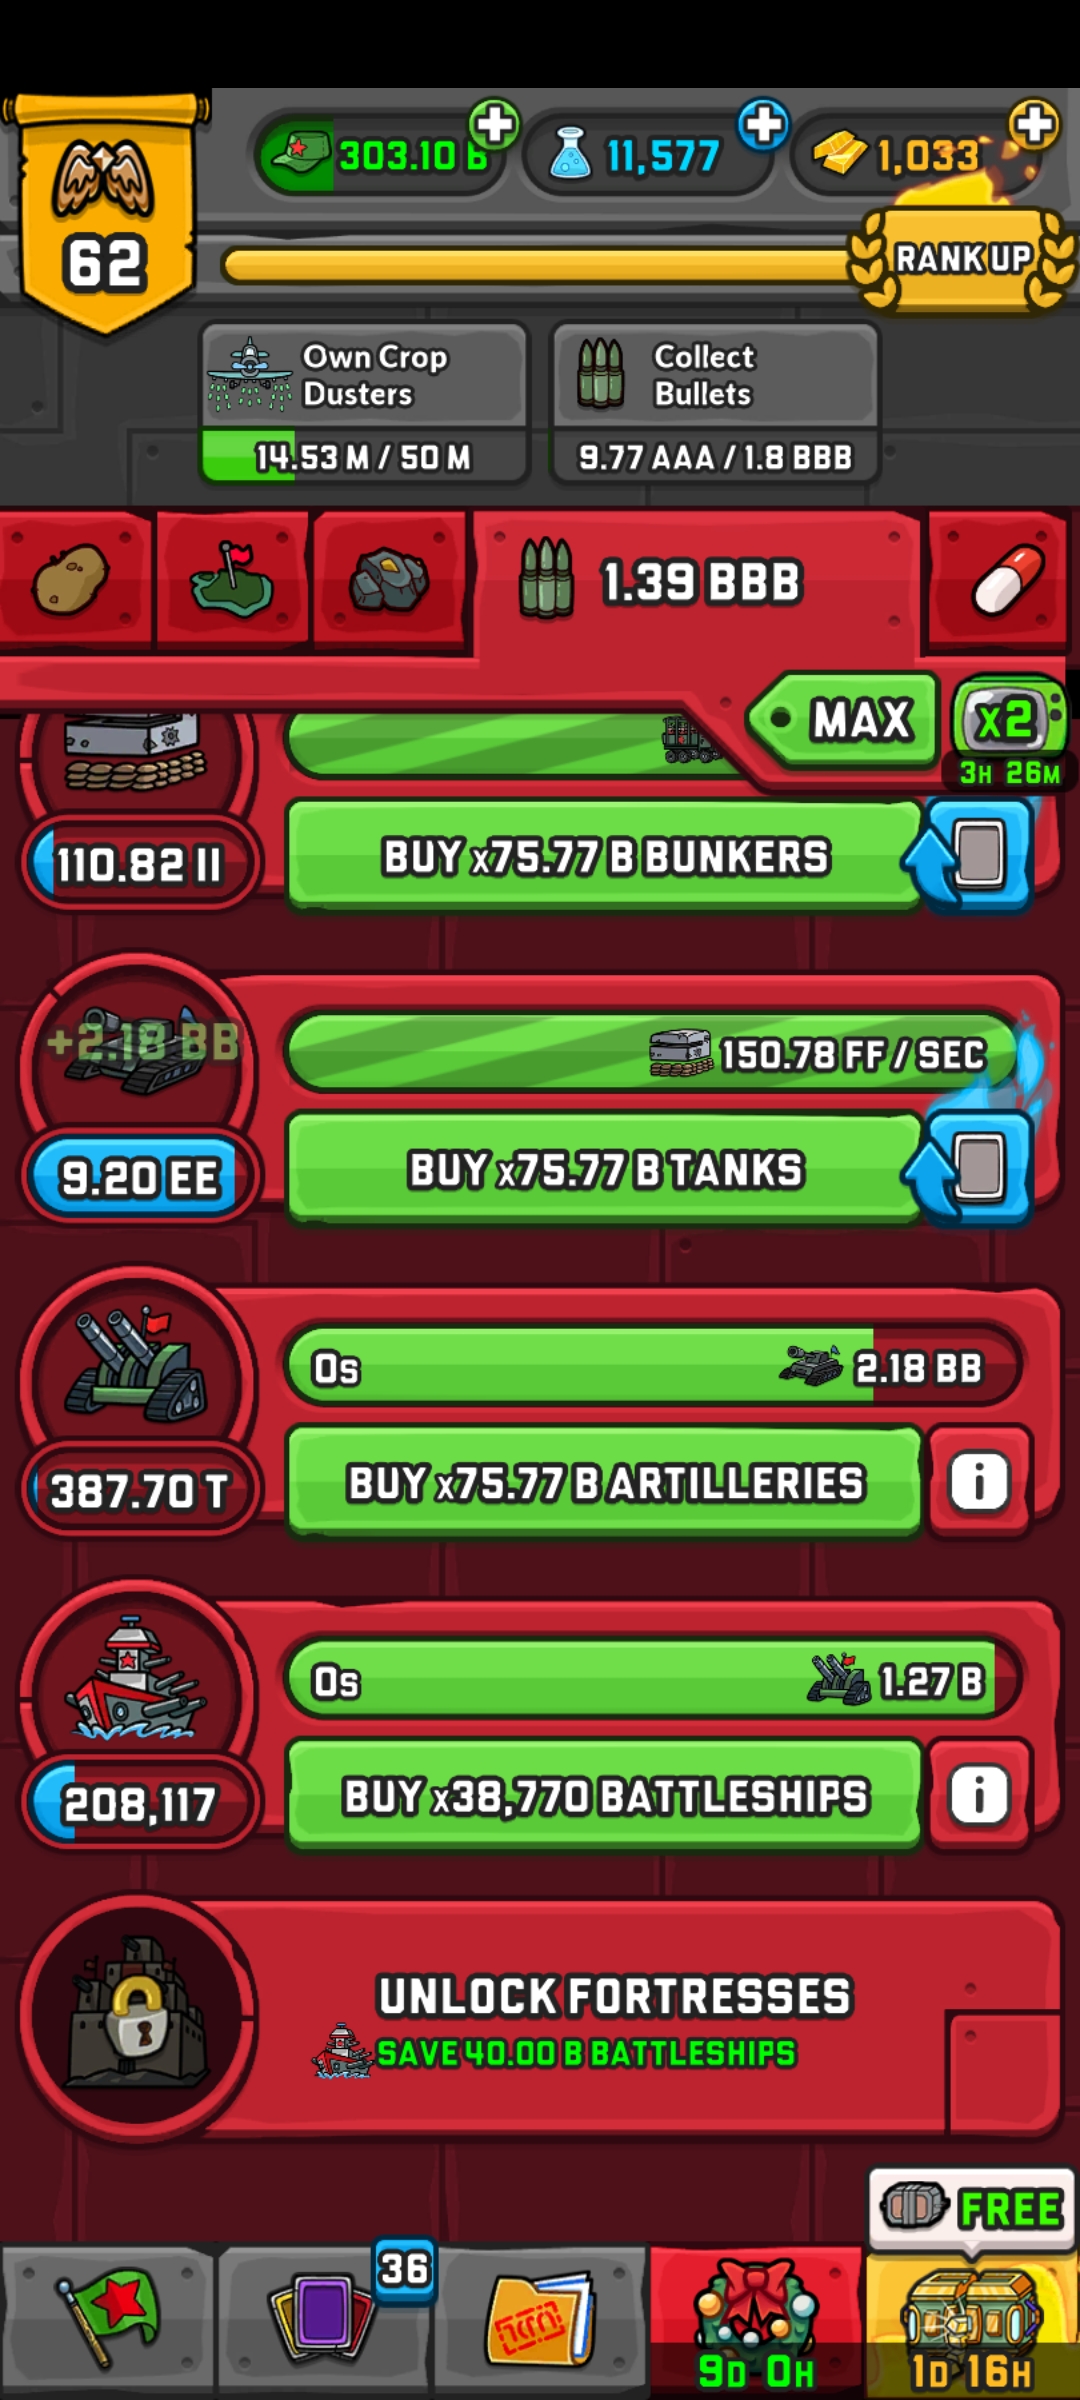 303.10 B
11,577
1,033
62
RANK UP
Own Crop
Dusters
14.53 M / 50 M
Collect
Bullets
9.77 AAA / 1.8 BBB
1.39 BBB
MAX
x2
3H 26M
110.82 II
BUY x75.77 B BUNKERS
+2.18 BB
150.78 FF / SEC
9.20 EE
BUY x75.77 B TANKS
0s
2.18 BB
387.70 T
BUY x75.77 B ARTILLERIES
i
0s
1.27 B
208,117
BUY x38,770 BATTLESHIPS
i
UNLOCK FORTRESSES
SAVE 40.00 B BATTLESHIPS
FREE
36
9D 0H
1D 16H